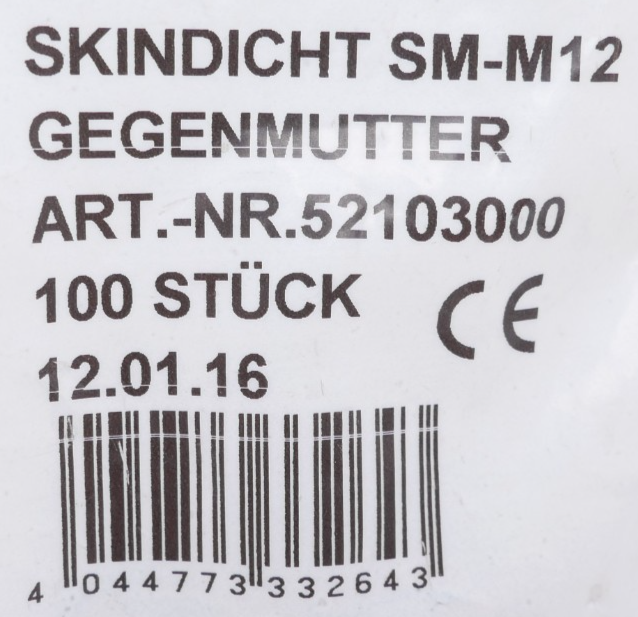 SKINDICHT SM-M12
GEGENMUTTER
ART.-NR.52103000
100 STÜCK CE
12.01.16
4 044773 332643